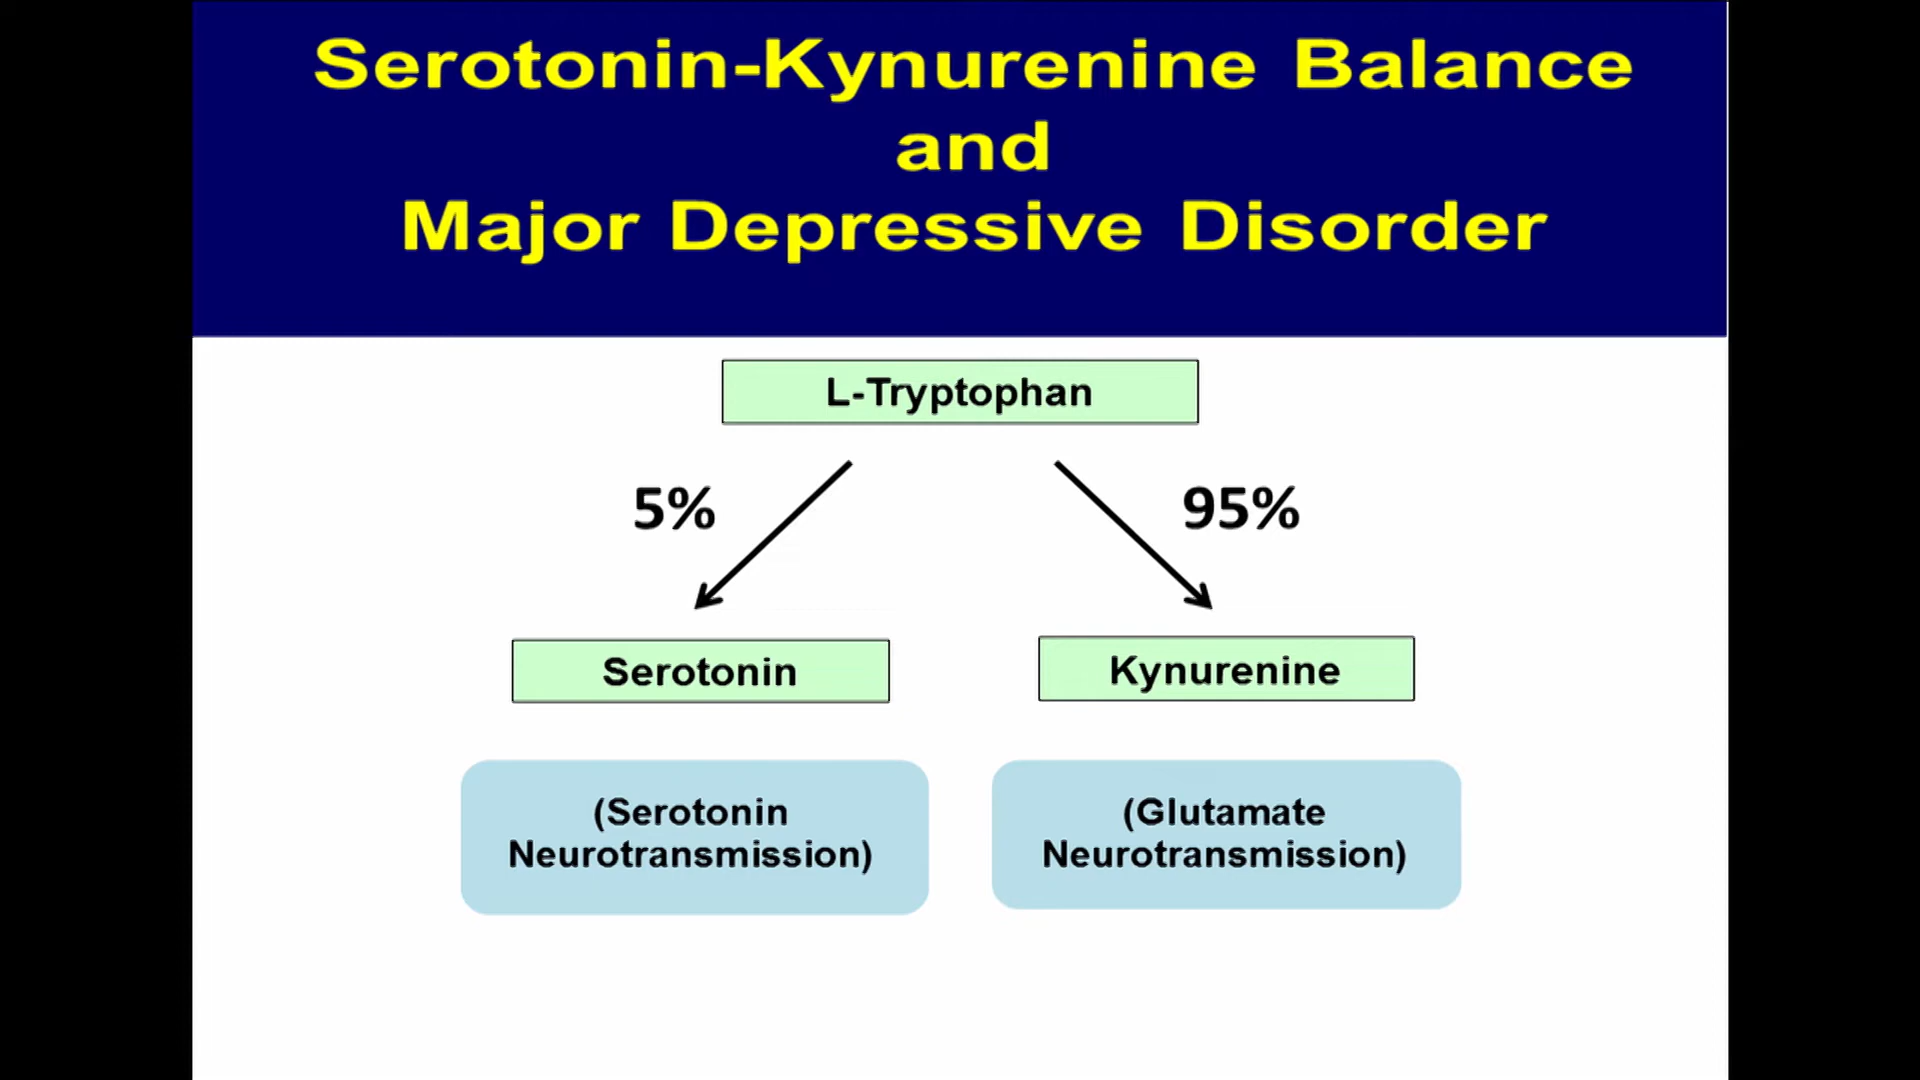 Serotonin-Kynurenine Balance
and
Major Depressive Disorder
L-Tryptophan
5%
95%
Serotonin
Kynurenine
(Serotonin
Neurotransmission)
(Glutamate
Neurotransmission)